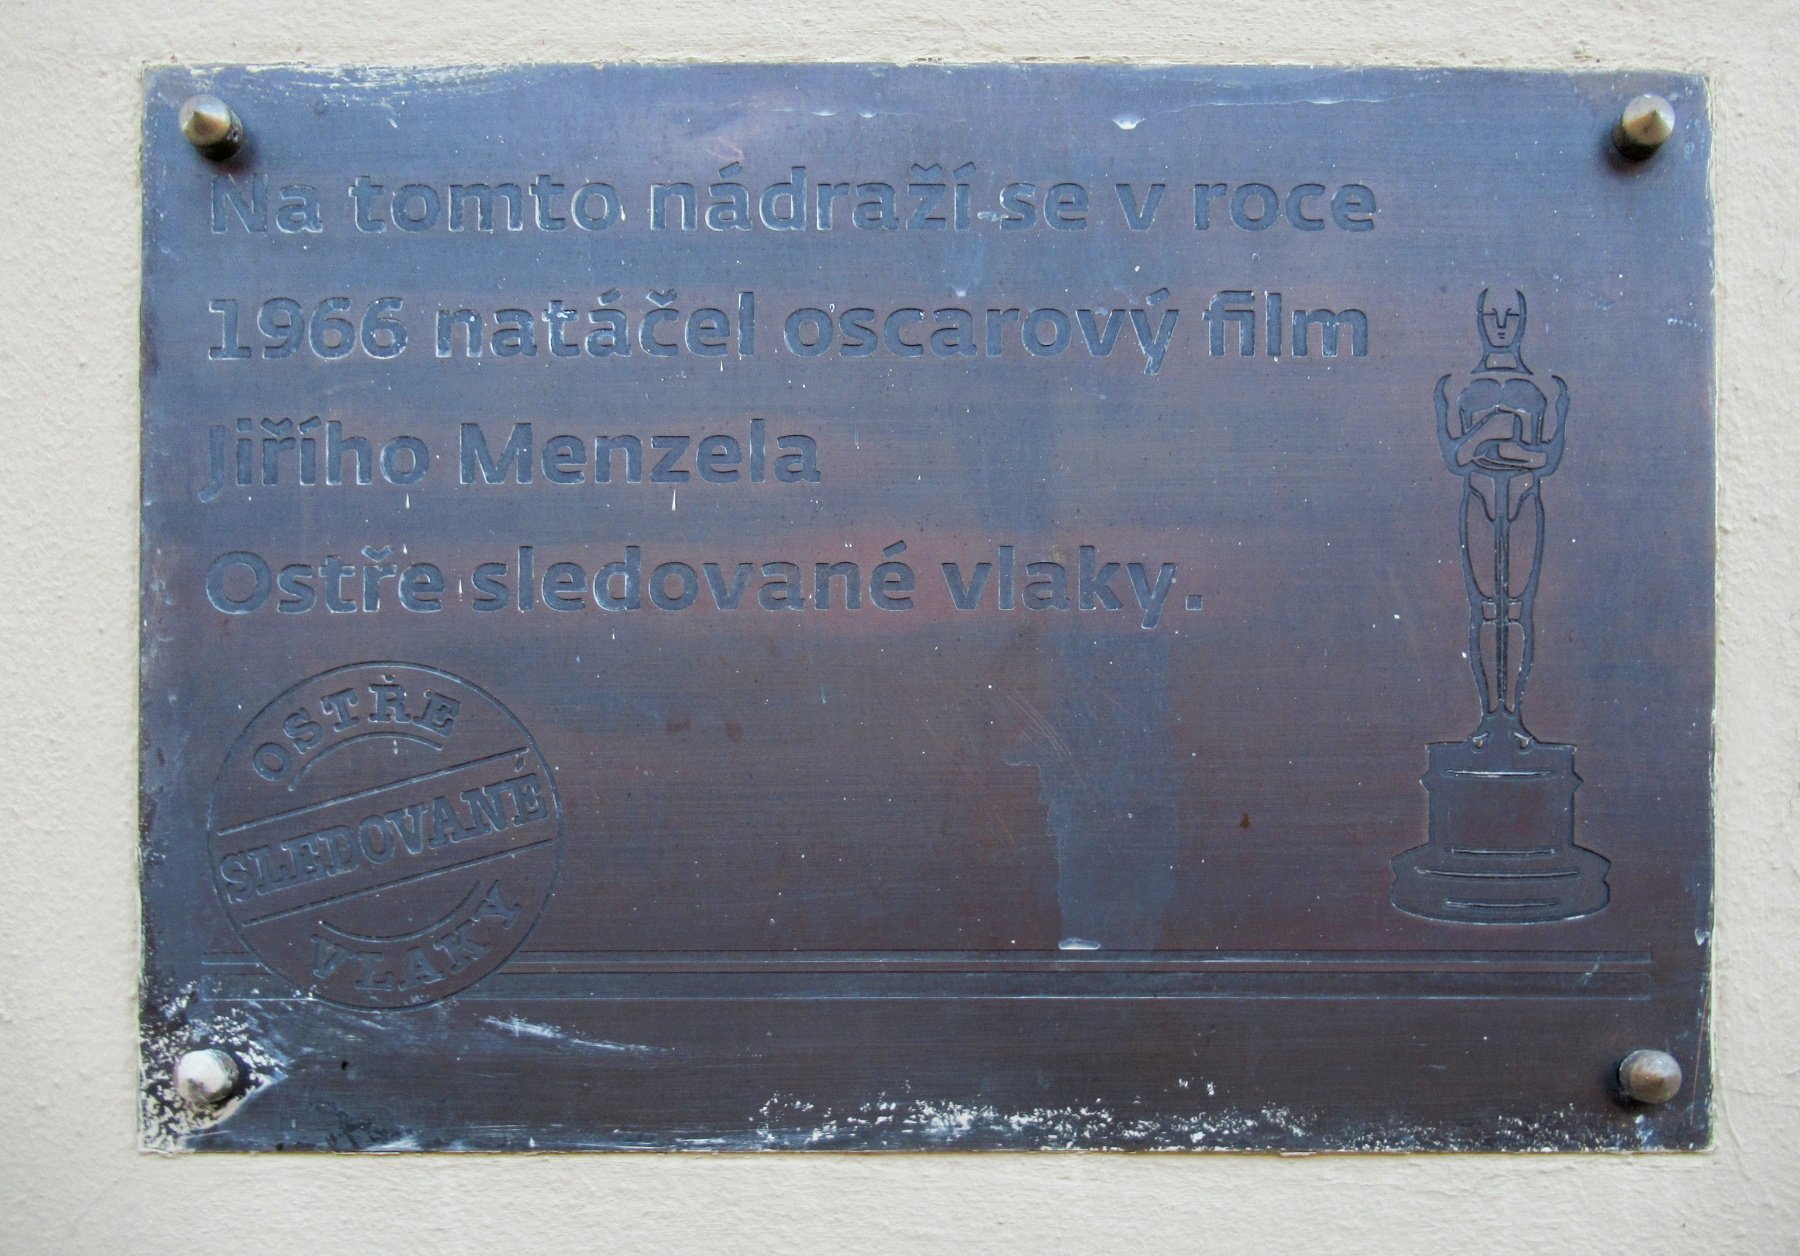 Na tomto nádraží se v roce
1966 natáčel oscarový film
Jiřího Menzela
Ostře sledované vlaky.
OSTŘE
SLEDOVANÉ
VLAKY